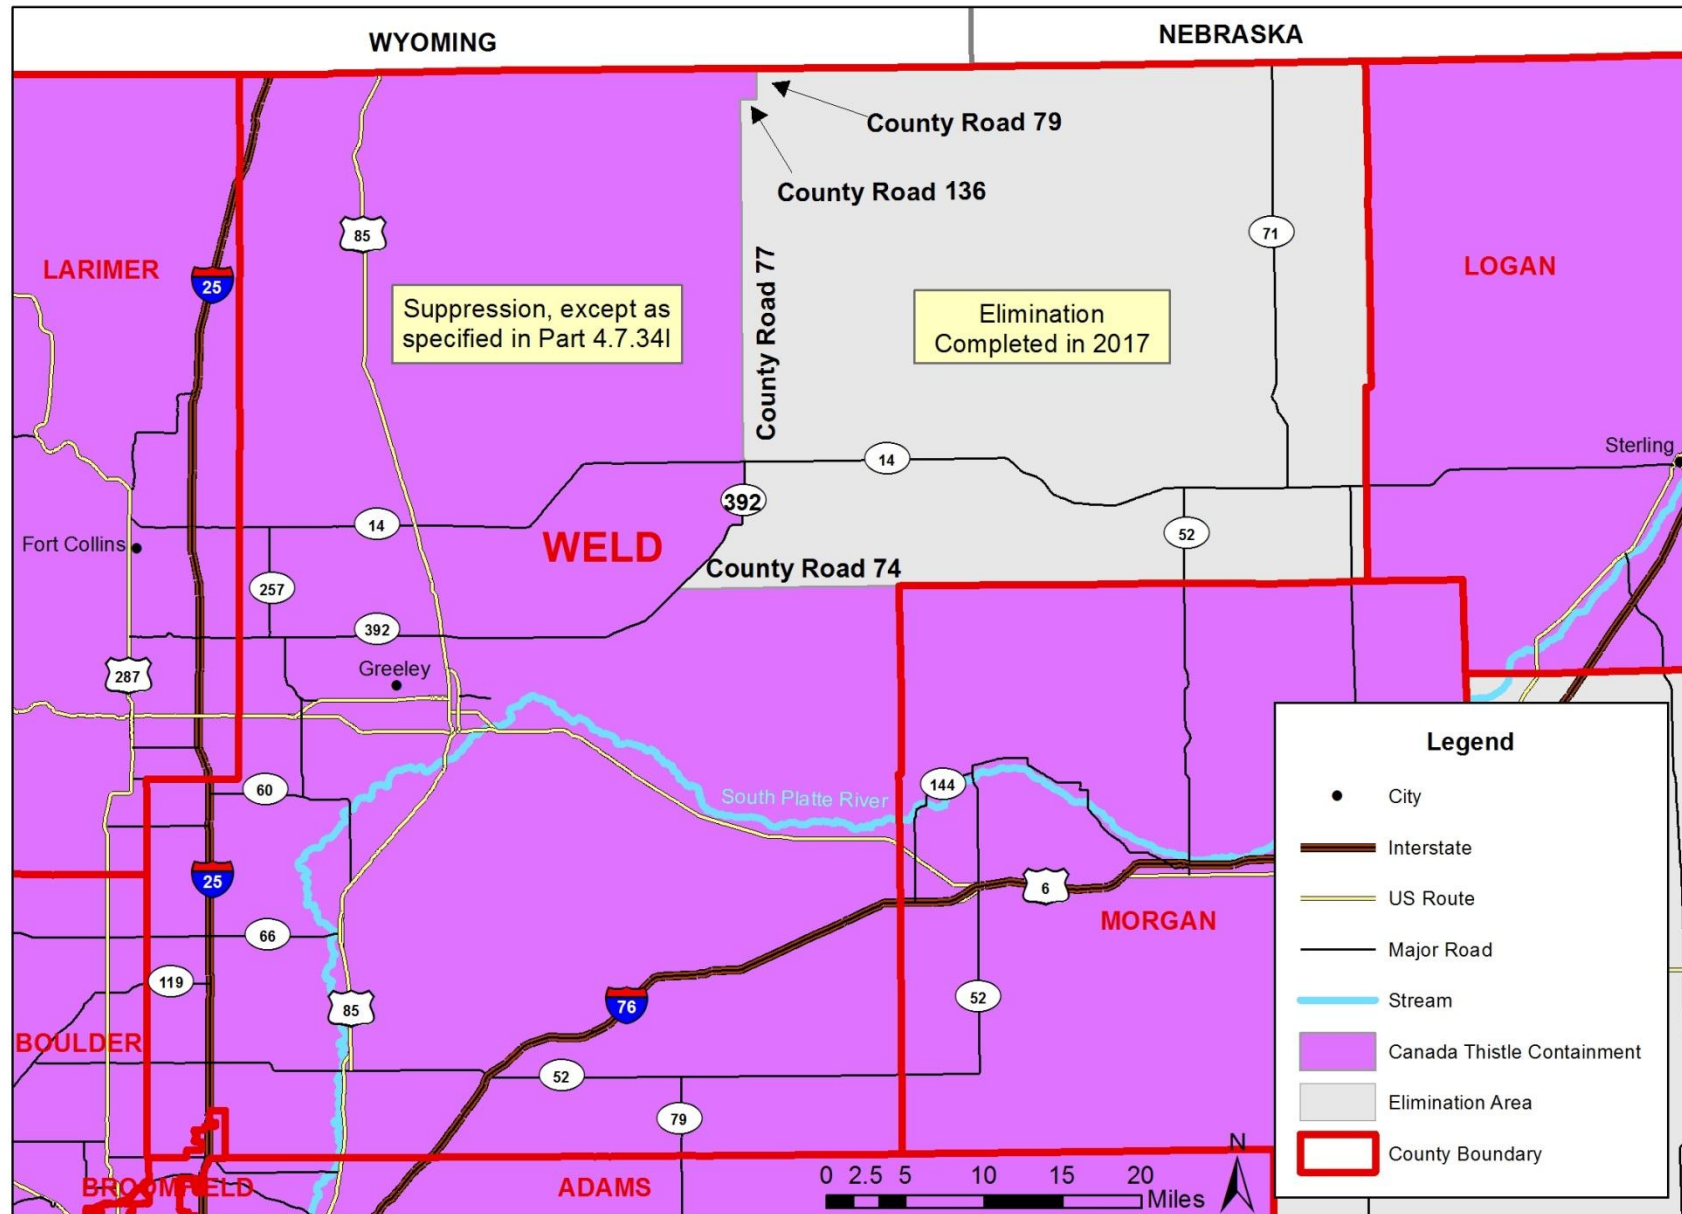 WYOMING
NEBRASKA
County Road 79
County Road 136
85
71
LARIMER
25
LOGAN
County Road 77
Suppression, except as
specified in Part 4.7.34I
Elimination
Completed in 2017
Sterling
14
392
14
52
Fort Collins
WELD
County Road 74
257
392
287
Greeley
Legend
60
South Platte River
144
City
Interstate
25
6
US Route
66
MORGAN
Major Road
119
52
85
76
Stream
BOULDER
Canada Thistle Containment
52
Elimination Area
79
N
County Boundary
BROOMFIELD
ADAMS
0 2.5 5 10 15 20
Miles